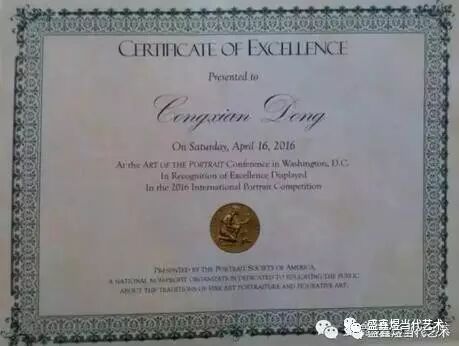 CERTIFICATE OF EXCELLENCE
Presented to
Congxian Dong
On Saturday, April 16, 2016
At the ART OF THE PORTRAIT Conference in Washington, D.C.
In Recognition of Excellence Displayed
In the 2016 International Portrait Competition
PRESENTED BY THE PORTRAIT SOCIETY OF AMERICA,
A NATIONAL NONPROFIT ORGANIZATION DEDICATED TO EDUCATING THE PUBLIC
ABOUT THE TRADITIONS OF FINE ART PORTRAITURE AND FIGURATIVE ART.
盛鑫煜当代艺术